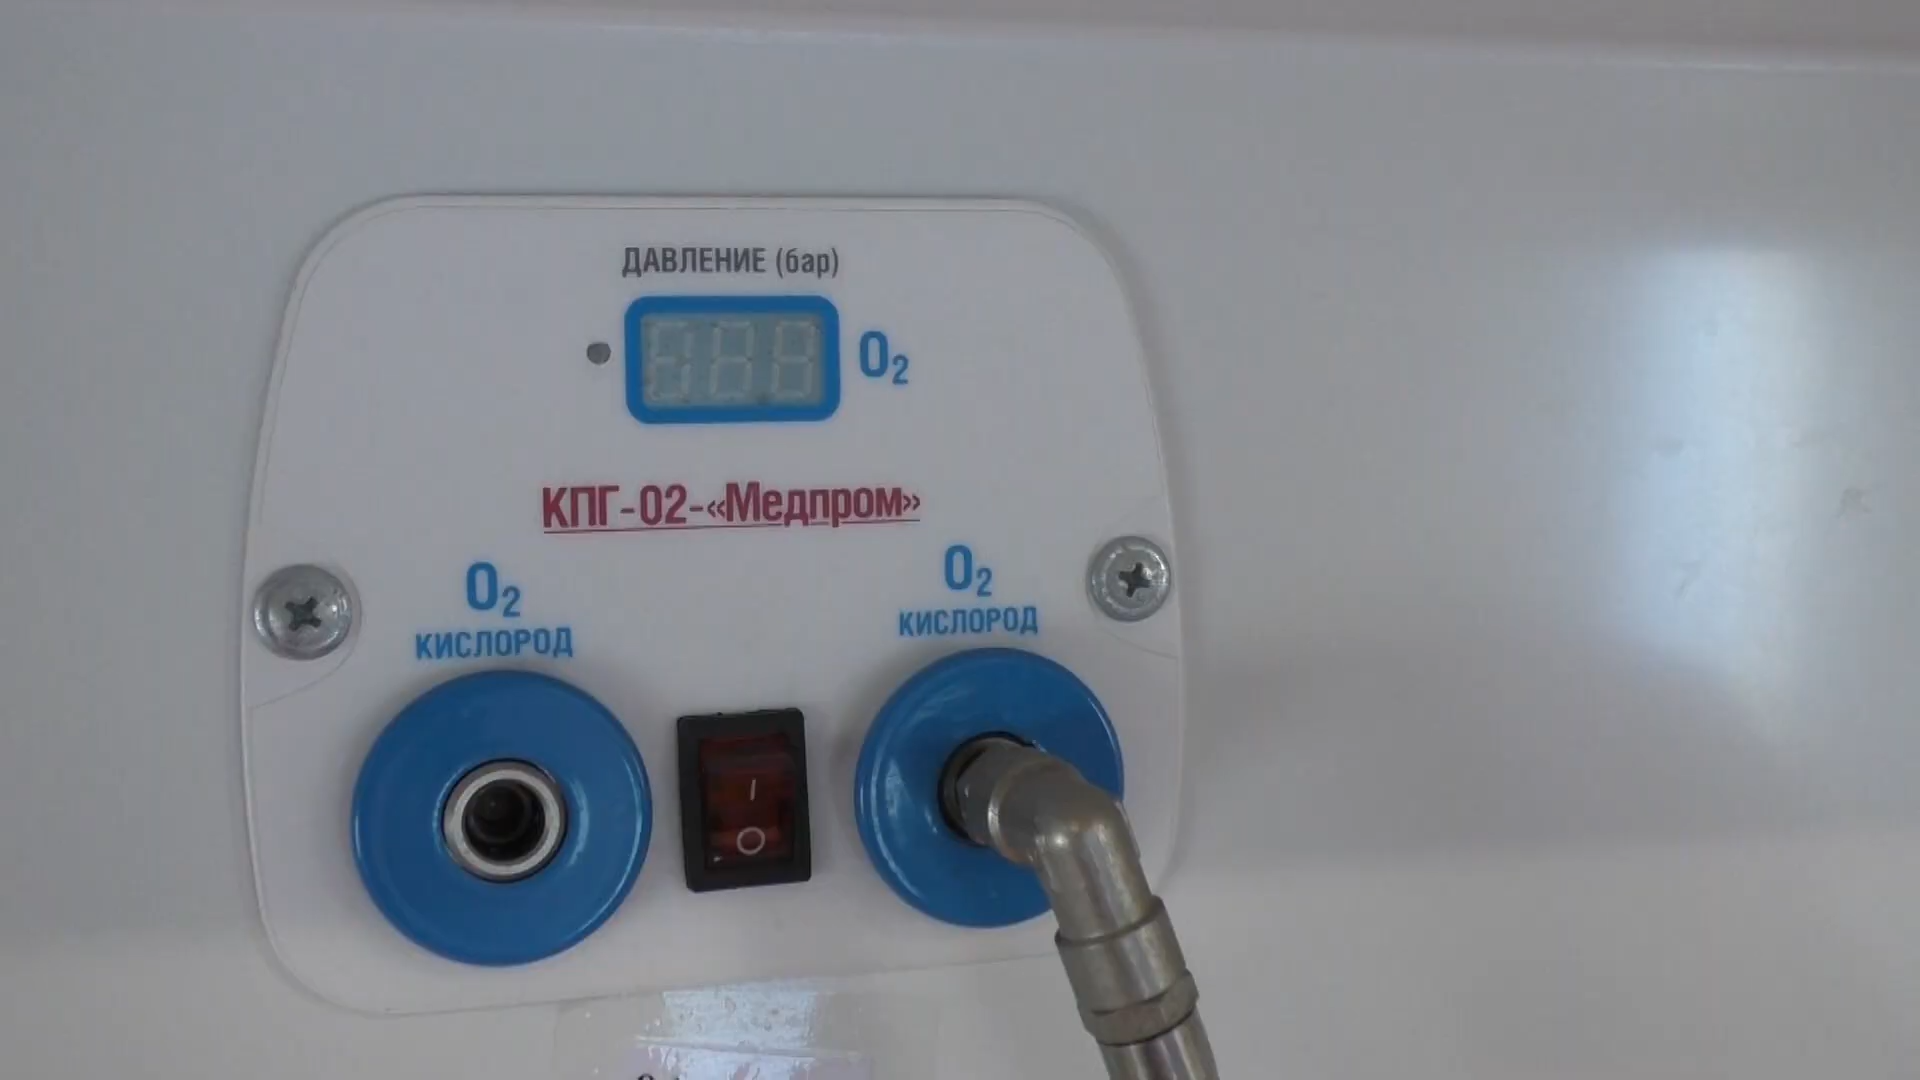 ДАВЛЕНИЕ (бар)
O₂
КПГ-02-«Медпром»
O₂
КИСЛОРОД
O₂
КИСЛОРОД
I
O